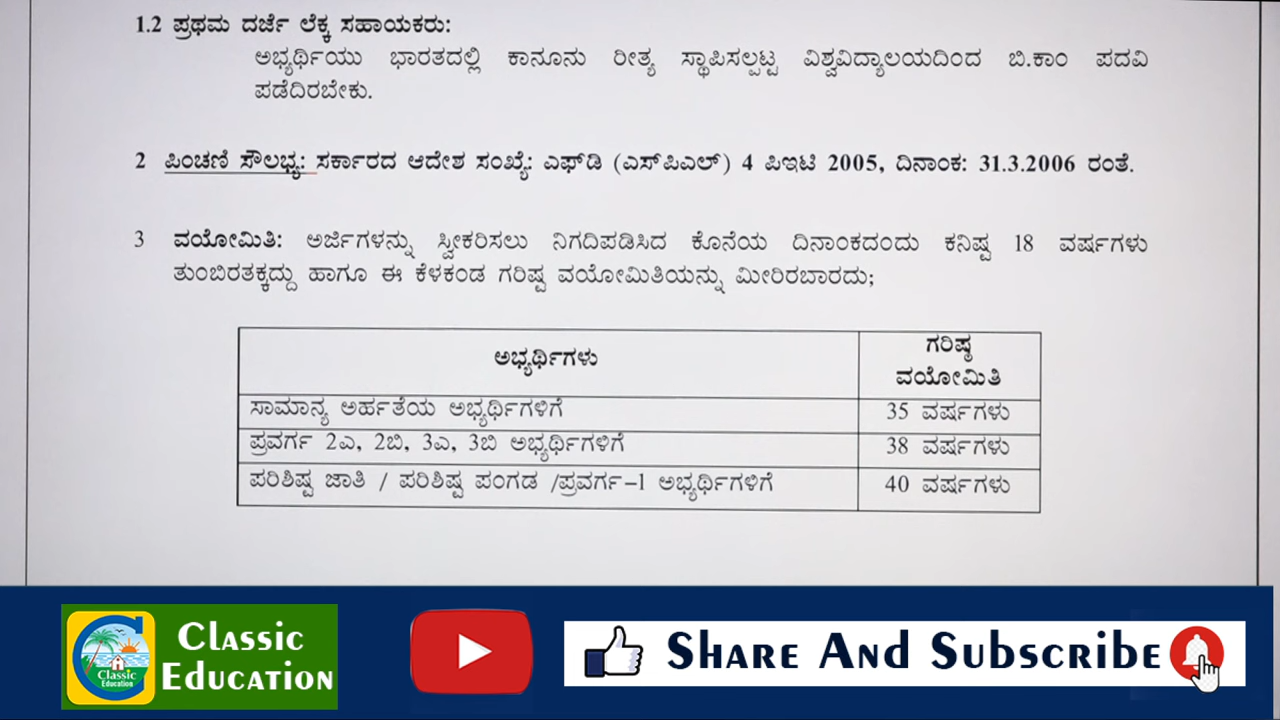 1.2 ಪ್ರಥಮ ದರ್ಜೆ ಲೆಕ್ಕ ಸಹಾಯಕರು:
ಅಭ್ಯರ್ಥಿಯು ಭಾರತದಲ್ಲಿ ಕಾನೂನು ರೀತ್ಯ ಸ್ಥಾಪಿಸಲ್ಪಟ್ಟ ವಿಶ್ವವಿದ್ಯಾಲಯದಿಂದ ಬಿ.ಕಾಂ ಪದವಿ
ಪಡೆದಿರಬೇಕು.
2 ಪಿಂಚಣಿ ಸೌಲಭ್ಯ: ಸರ್ಕಾರದ ಆದೇಶ ಸಂಖ್ಯೆ: ಎಫ್‌ಡಿ (ಎಸ್‌ಪಿಎಲ್) 4 ಪಿಇಟಿ 2005, ದಿನಾಂಕ: 31.3.2006 ರಂತೆ.
3 ವಯೋಮಿತಿ: ಅರ್ಜಿಗಳನ್ನು ಸ್ವೀಕರಿಸಲು ನಿಗದಿಪಡಿಸಿದ ಕೊನೆಯ ದಿನಾಂಕದಂದು ಕನಿಷ್ಟ 18 ವರ್ಷಗಳು
ತುಂಬಿರತಕ್ಕದ್ದು ಹಾಗೂ ಈ ಕೆಳಕಂಡ ಗರಿಷ್ಟ ವಯೋಮಿತಿಯನ್ನು ಮೀರಿರಬಾರದು;
ಅಭ್ಯರ್ಥಿಗಳು ಗರಿಷ್ಠ
ವಯೋಮಿತಿ
ಸಾಮಾನ್ಯ ಅರ್ಹತೆಯ ಅಭ್ಯರ್ಥಿಗಳಿಗೆ 35 ವರ್ಷಗಳು
ಪ್ರವರ್ಗ 2ಎ, 2ಬಿ, 3ಎ, 3ಬಿ ಅಭ್ಯರ್ಥಿಗಳಿಗೆ 38 ವರ್ಷಗಳು
ಪರಿಶಿಷ್ಟ ಜಾತಿ / ಪರಿಶಿಷ್ಟ ಪಂಗಡ /ಪ್ರವರ್ಗ-1 ಅಭ್ಯರ್ಥಿಗಳಿಗೆ 40 ವರ್ಷಗಳು
Classic
Education
Classic
Education
Share And Subscribe